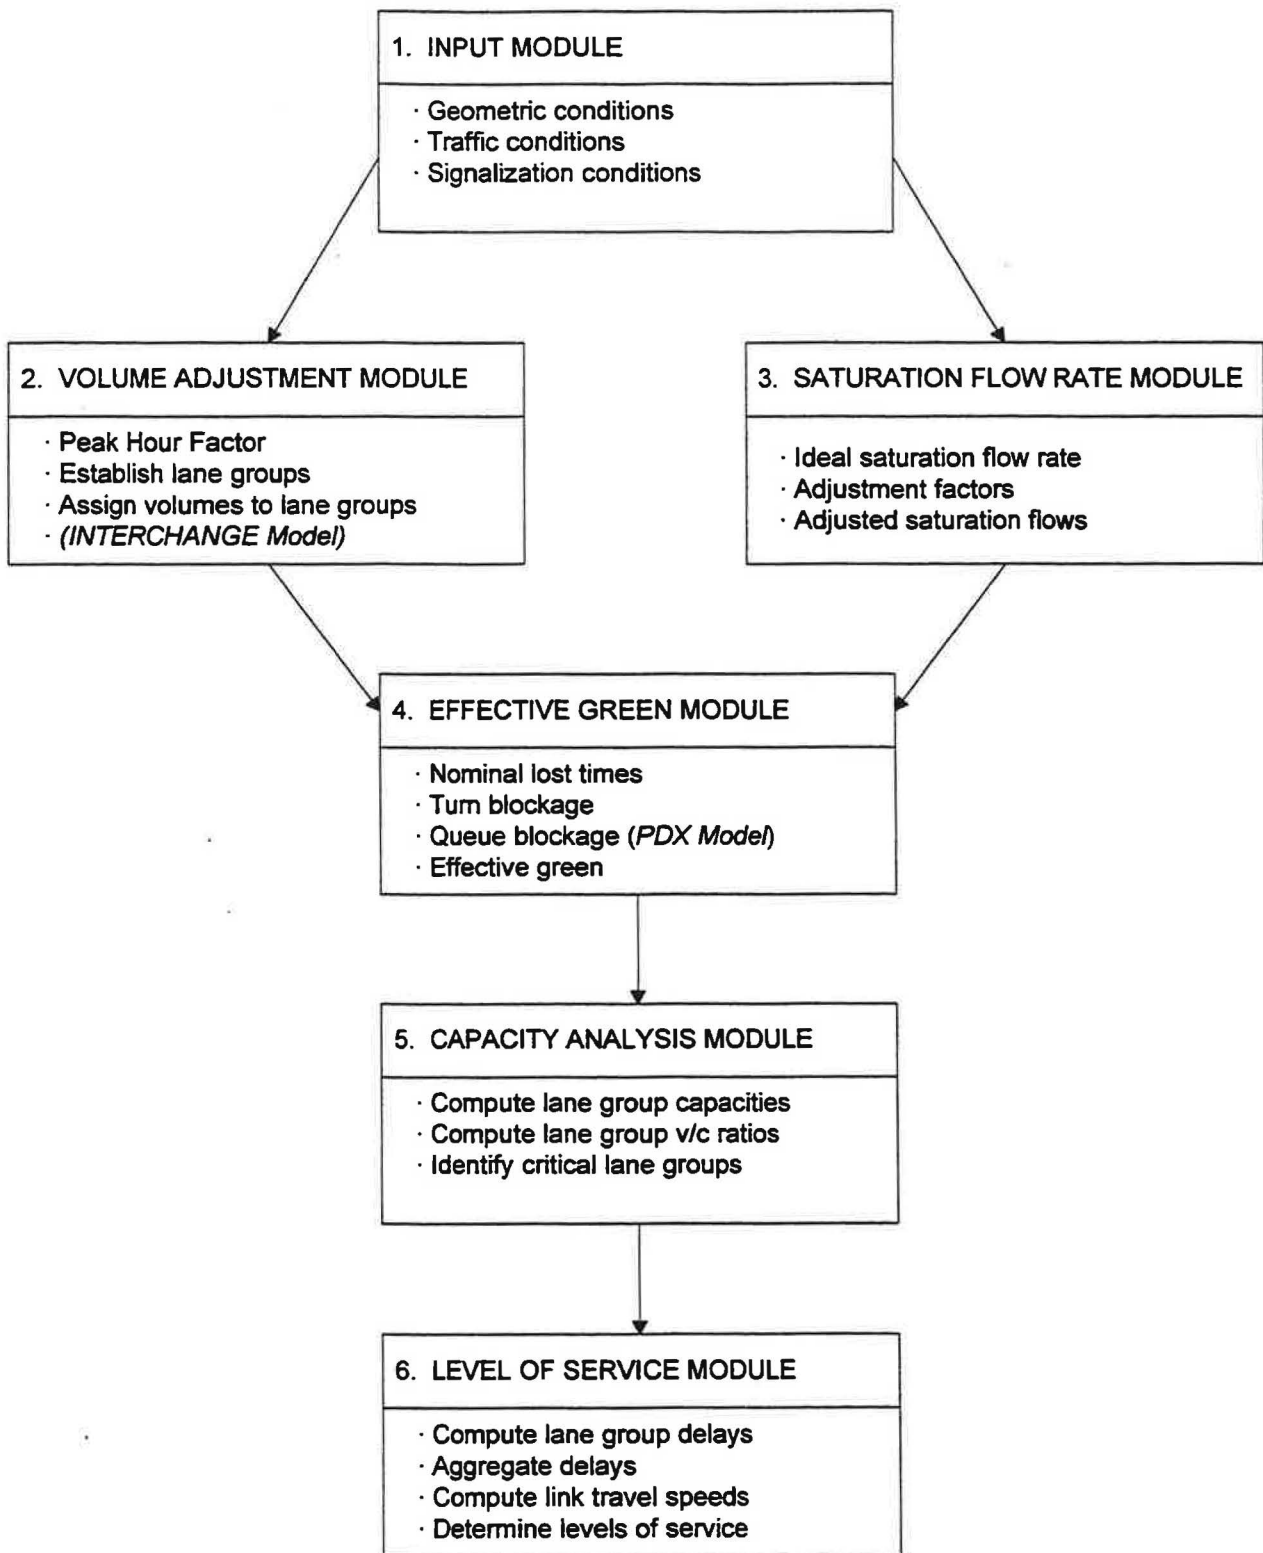 1. INPUT MODULE
· Geometric conditions
· Traffic conditions
· Signalization conditions
2. VOLUME ADJUSTMENT MODULE
· Peak Hour Factor
· Establish lane groups
· Assign volumes to lane groups
· (INTERCHANGE Model)
3. SATURATION FLOW RATE MODULE
· Ideal saturation flow rate
· Adjustment factors
· Adjusted saturation flows
4. EFFECTIVE GREEN MODULE
· Nominal lost times
· Turn blockage
· Queue blockage (PDX Model)
· Effective green
5. CAPACITY ANALYSIS MODULE
· Compute lane group capacities
· Compute lane group v/c ratios
· Identify critical lane groups
6. LEVEL OF SERVICE MODULE
· Compute lane group delays
· Aggregate delays
· Compute link travel speeds
· Determine levels of service